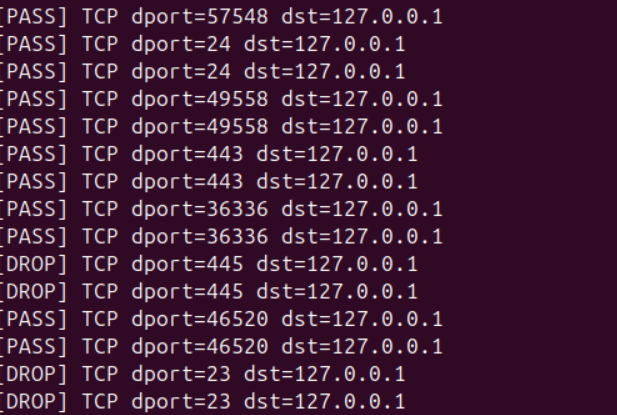 [PASS] TCP dport=57548 dst=127.0.0.1
[PASS] TCP dport=24 dst=127.0.0.1
[PASS] TCP dport=24 dst=127.0.0.1
[PASS] TCP dport=49558 dst=127.0.0.1
[PASS] TCP dport=49558 dst=127.0.0.1
[PASS] TCP dport=443 dst=127.0.0.1
[PASS] TCP dport=443 dst=127.0.0.1
[PASS] TCP dport=36336 dst=127.0.0.1
[PASS] TCP dport=36336 dst=127.0.0.1
[DROP] TCP dport=445 dst=127.0.0.1
[DROP] TCP dport=445 dst=127.0.0.1
[PASS] TCP dport=46520 dst=127.0.0.1
[PASS] TCP dport=46520 dst=127.0.0.1
[DROP] TCP dport=23 dst=127.0.0.1
[DROP] TCP dport=23 dst=127.0.0.1